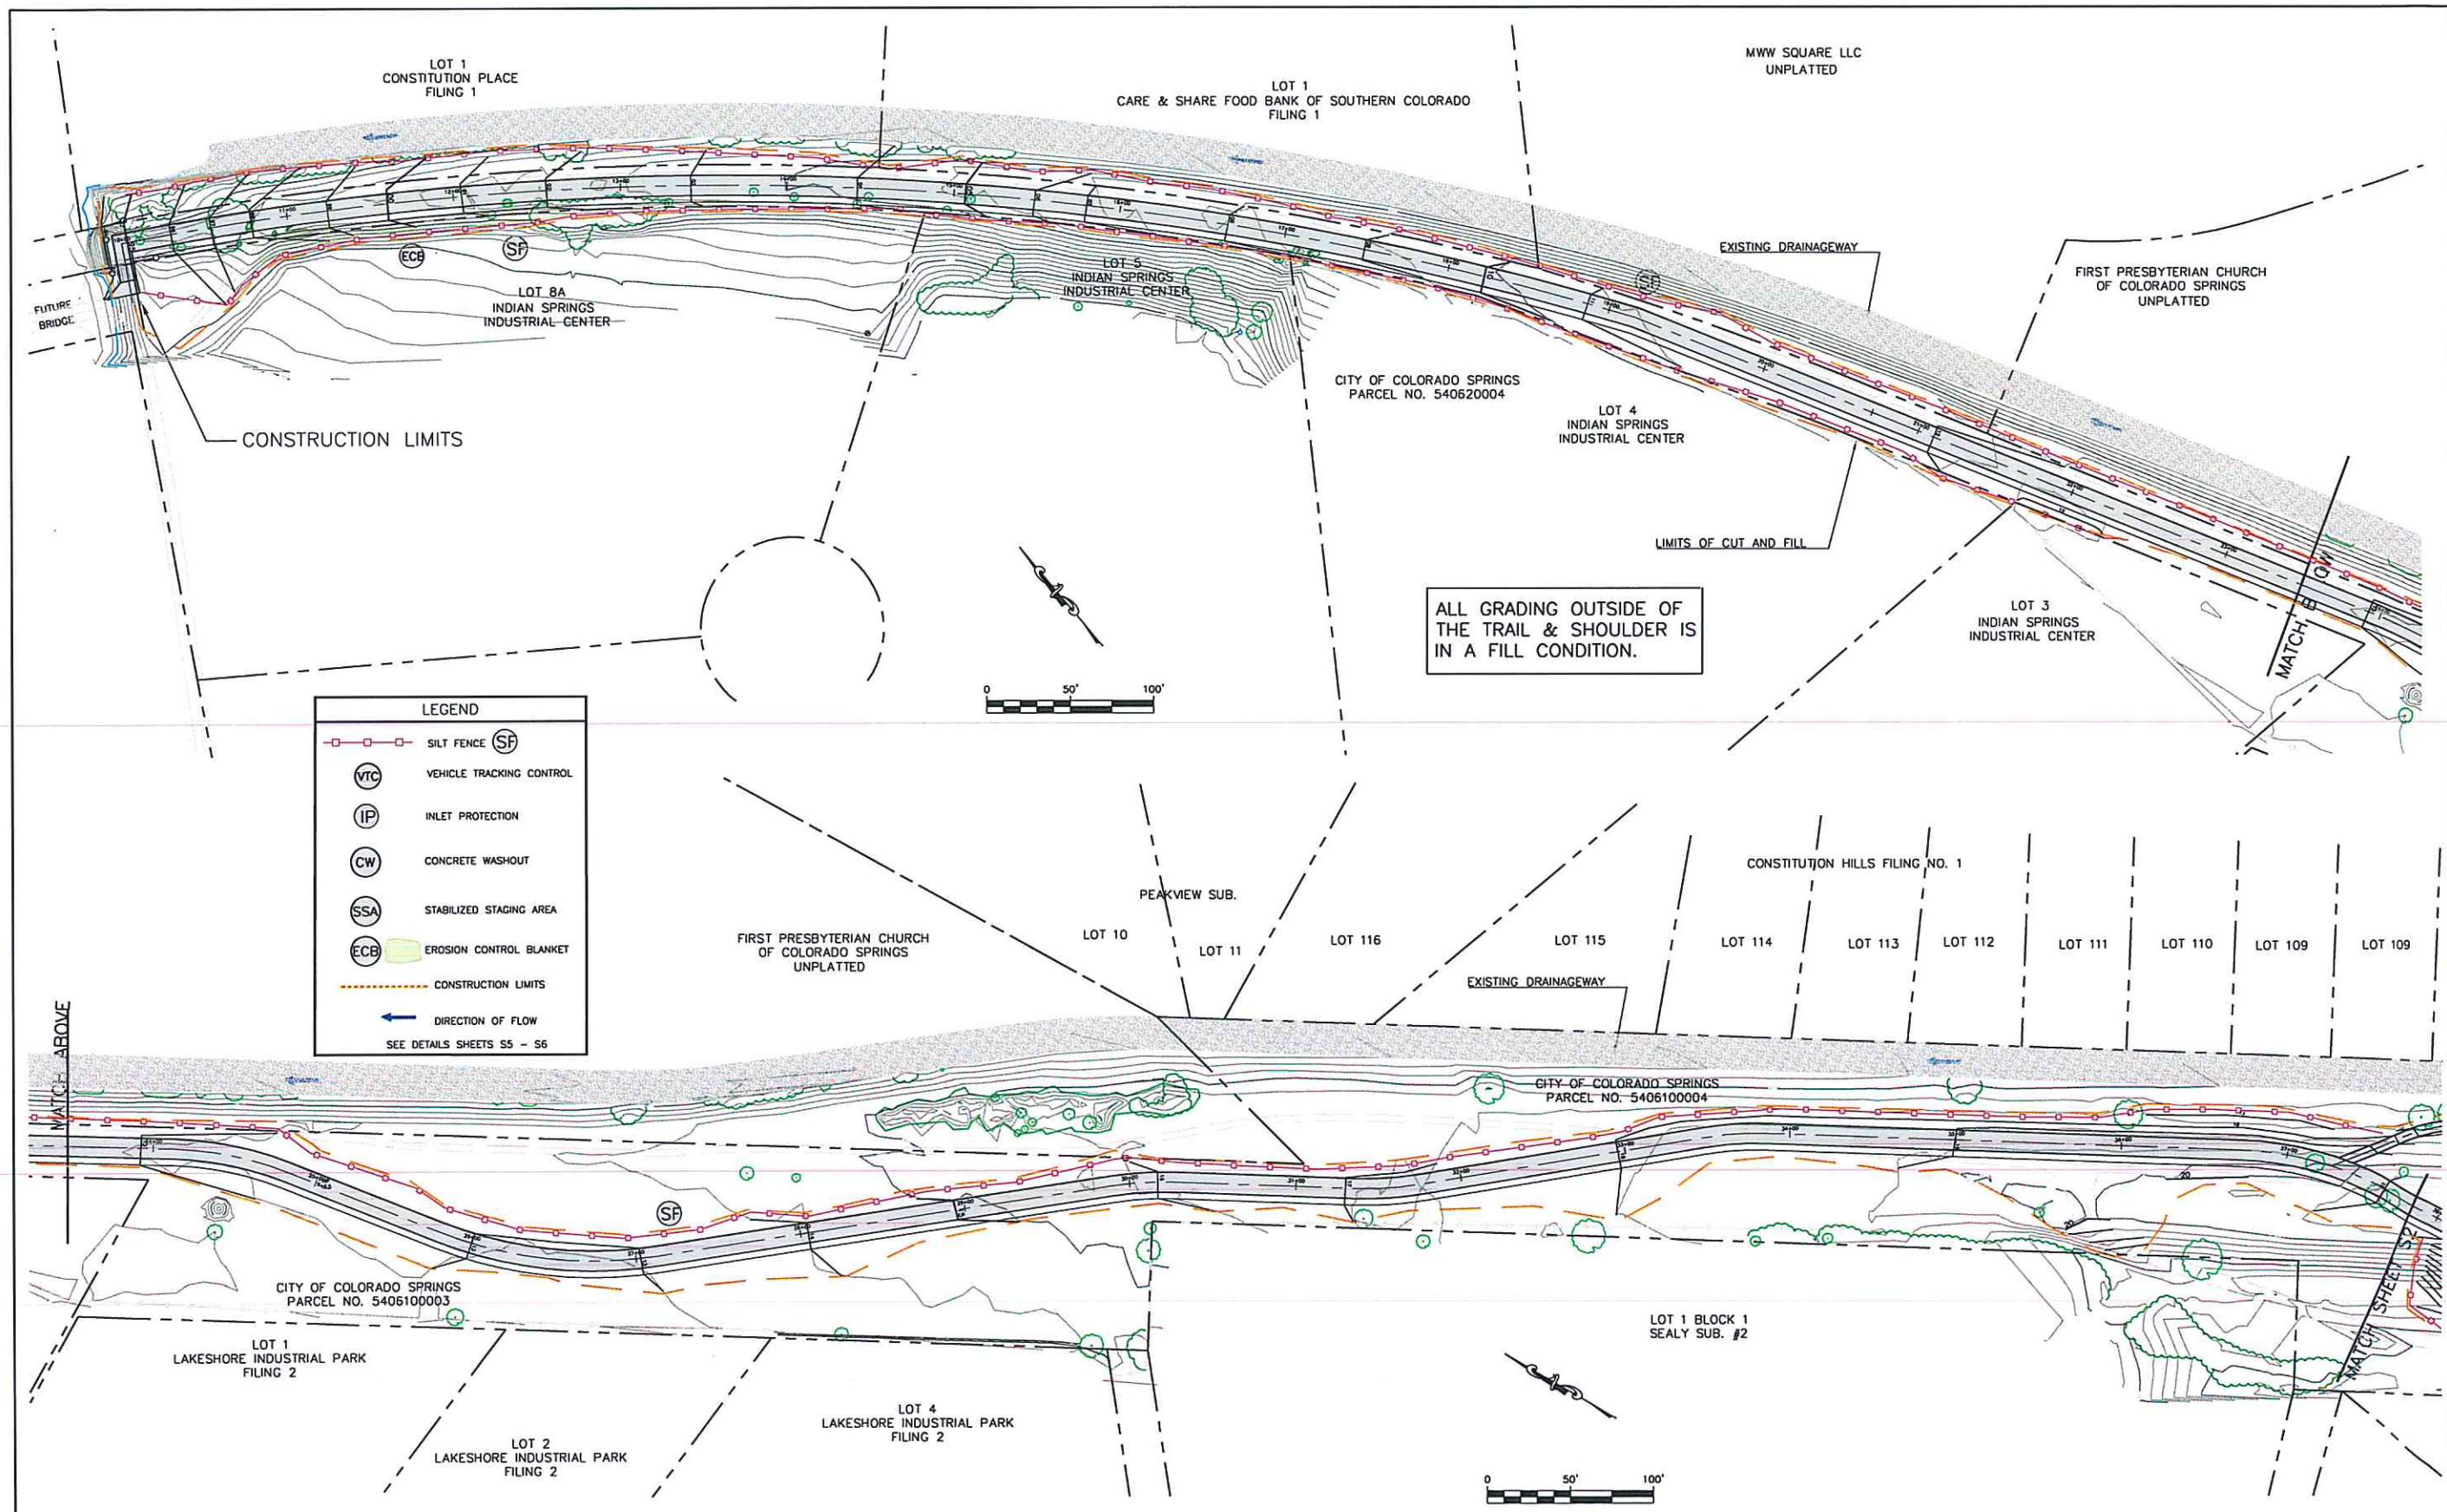 LOT 1
CONSTITUTION PLACE
FILING 1
LOT 1
CARE & SHARE FOOD BANK OF SOUTHERN COLORADO
FILING 1
MWW SQUARE LLC
UNPLATTED
EXISTING DRAINAGEWAY
FIRST PRESBYTERIAN CHURCH
OF COLORADO SPRINGS
UNPLATTED
ECB
SF
SF
FUTURE
BRIDGE
LOT 8A
INDIAN SPRINGS
INDUSTRIAL CENTER
LOT 5
INDIAN SPRINGS
INDUSTRIAL CENTER
CITY OF COLORADO SPRINGS
PARCEL NO. 540620004
LOT 4
INDIAN SPRINGS
INDUSTRIAL CENTER
CONSTRUCTION LIMITS
LIMITS OF CUT AND FILL
ALL GRADING OUTSIDE OF
THE TRAIL & SHOULDER IS
IN A FILL CONDITION.
LOT 3
INDIAN SPRINGS
INDUSTRIAL CENTER
0 50' 100'
LEGEND
SILT FENCE SF
VTC VEHICLE TRACKING CONTROL
IP INLET PROTECTION
CW CONCRETE WASHOUT
SSA STABILIZED STAGING AREA
ECB EROSION CONTROL BLANKET
CONSTRUCTION LIMITS
DIRECTION OF FLOW
SEE DETAILS SHEETS S5 - S6
MATCH ABOVE
FIRST PRESBYTERIAN CHURCH
OF COLORADO SPRINGS
UNPLATTED
PEAKVIEW SUB.
LOT 10
LOT 11
LOT 116
LOT 115
CONSTITUTION HILLS FILING NO. 1
LOT 114
LOT 113
LOT 112
LOT 111
LOT 110
LOT 109
LOT 109
EXISTING DRAINAGEWAY
CITY OF COLORADO SPRINGS
PARCEL NO. 5406100004
SF
20
20
CITY OF COLORADO SPRINGS
PARCEL NO. 5406100003
LOT 1
LAKESHORE INDUSTRIAL PARK
FILING 2
LOT 2
LAKESHORE INDUSTRIAL PARK
FILING 2
LOT 4
LAKESHORE INDUSTRIAL PARK
FILING 2
LOT 1 BLOCK 1
SEALY SUB. #2
MATCH SHEET S2
0 50' 100'